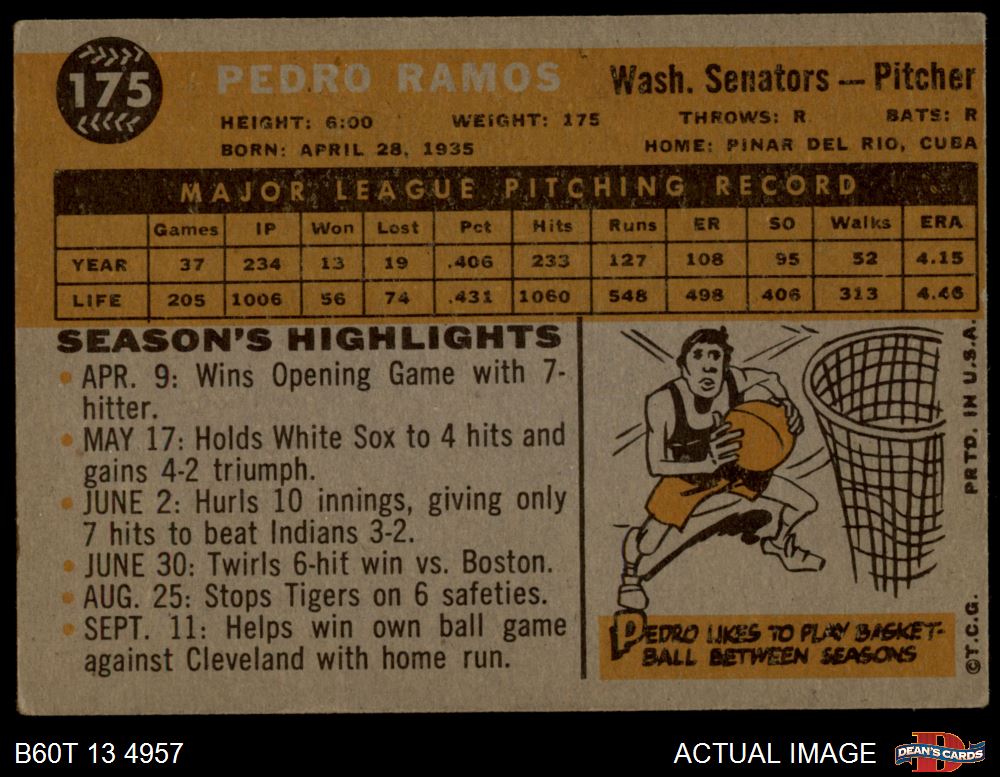 175
PEDRO RAMOS
Wash. Senators — Pitcher
HEIGHT: 6:00 WEIGHT: 175 THROWS: R BATS: R
BORN: APRIL 28, 1935 HOME: PINAR DEL RIO, CUBA
MAJOR LEAGUE PITCHING RECORD
Games IP Won Lost Pct Hits Runs ER SO Walks ERA
YEAR 37 234 13 19 .406 233 127 108 95 52 4.15
LIFE 205 1006 56 74 .431 1060 548 498 406 313 4.46
SEASON'S HIGHLIGHTS
• APR. 9: Wins Opening Game with 7-
hitter.
• MAY 17: Holds White Sox to 4 hits and
gains 4-2 triumph.
• JUNE 2: Hurls 10 innings, giving only
7 hits to beat Indians 3-2.
• JUNE 30: Twirls 6-hit win vs. Boston.
• AUG. 25: Stops Tigers on 6 safeties.
• SEPT. 11: Helps win own ball game
against Cleveland with home run.
PEDRO LIKES TO PLAY BASKET-
BALL BETWEEN SEASONS
©T.C.G. PRTD. IN U.S.A.
B60T 13 4957
ACTUAL IMAGE
D
DEAN'S CARDS